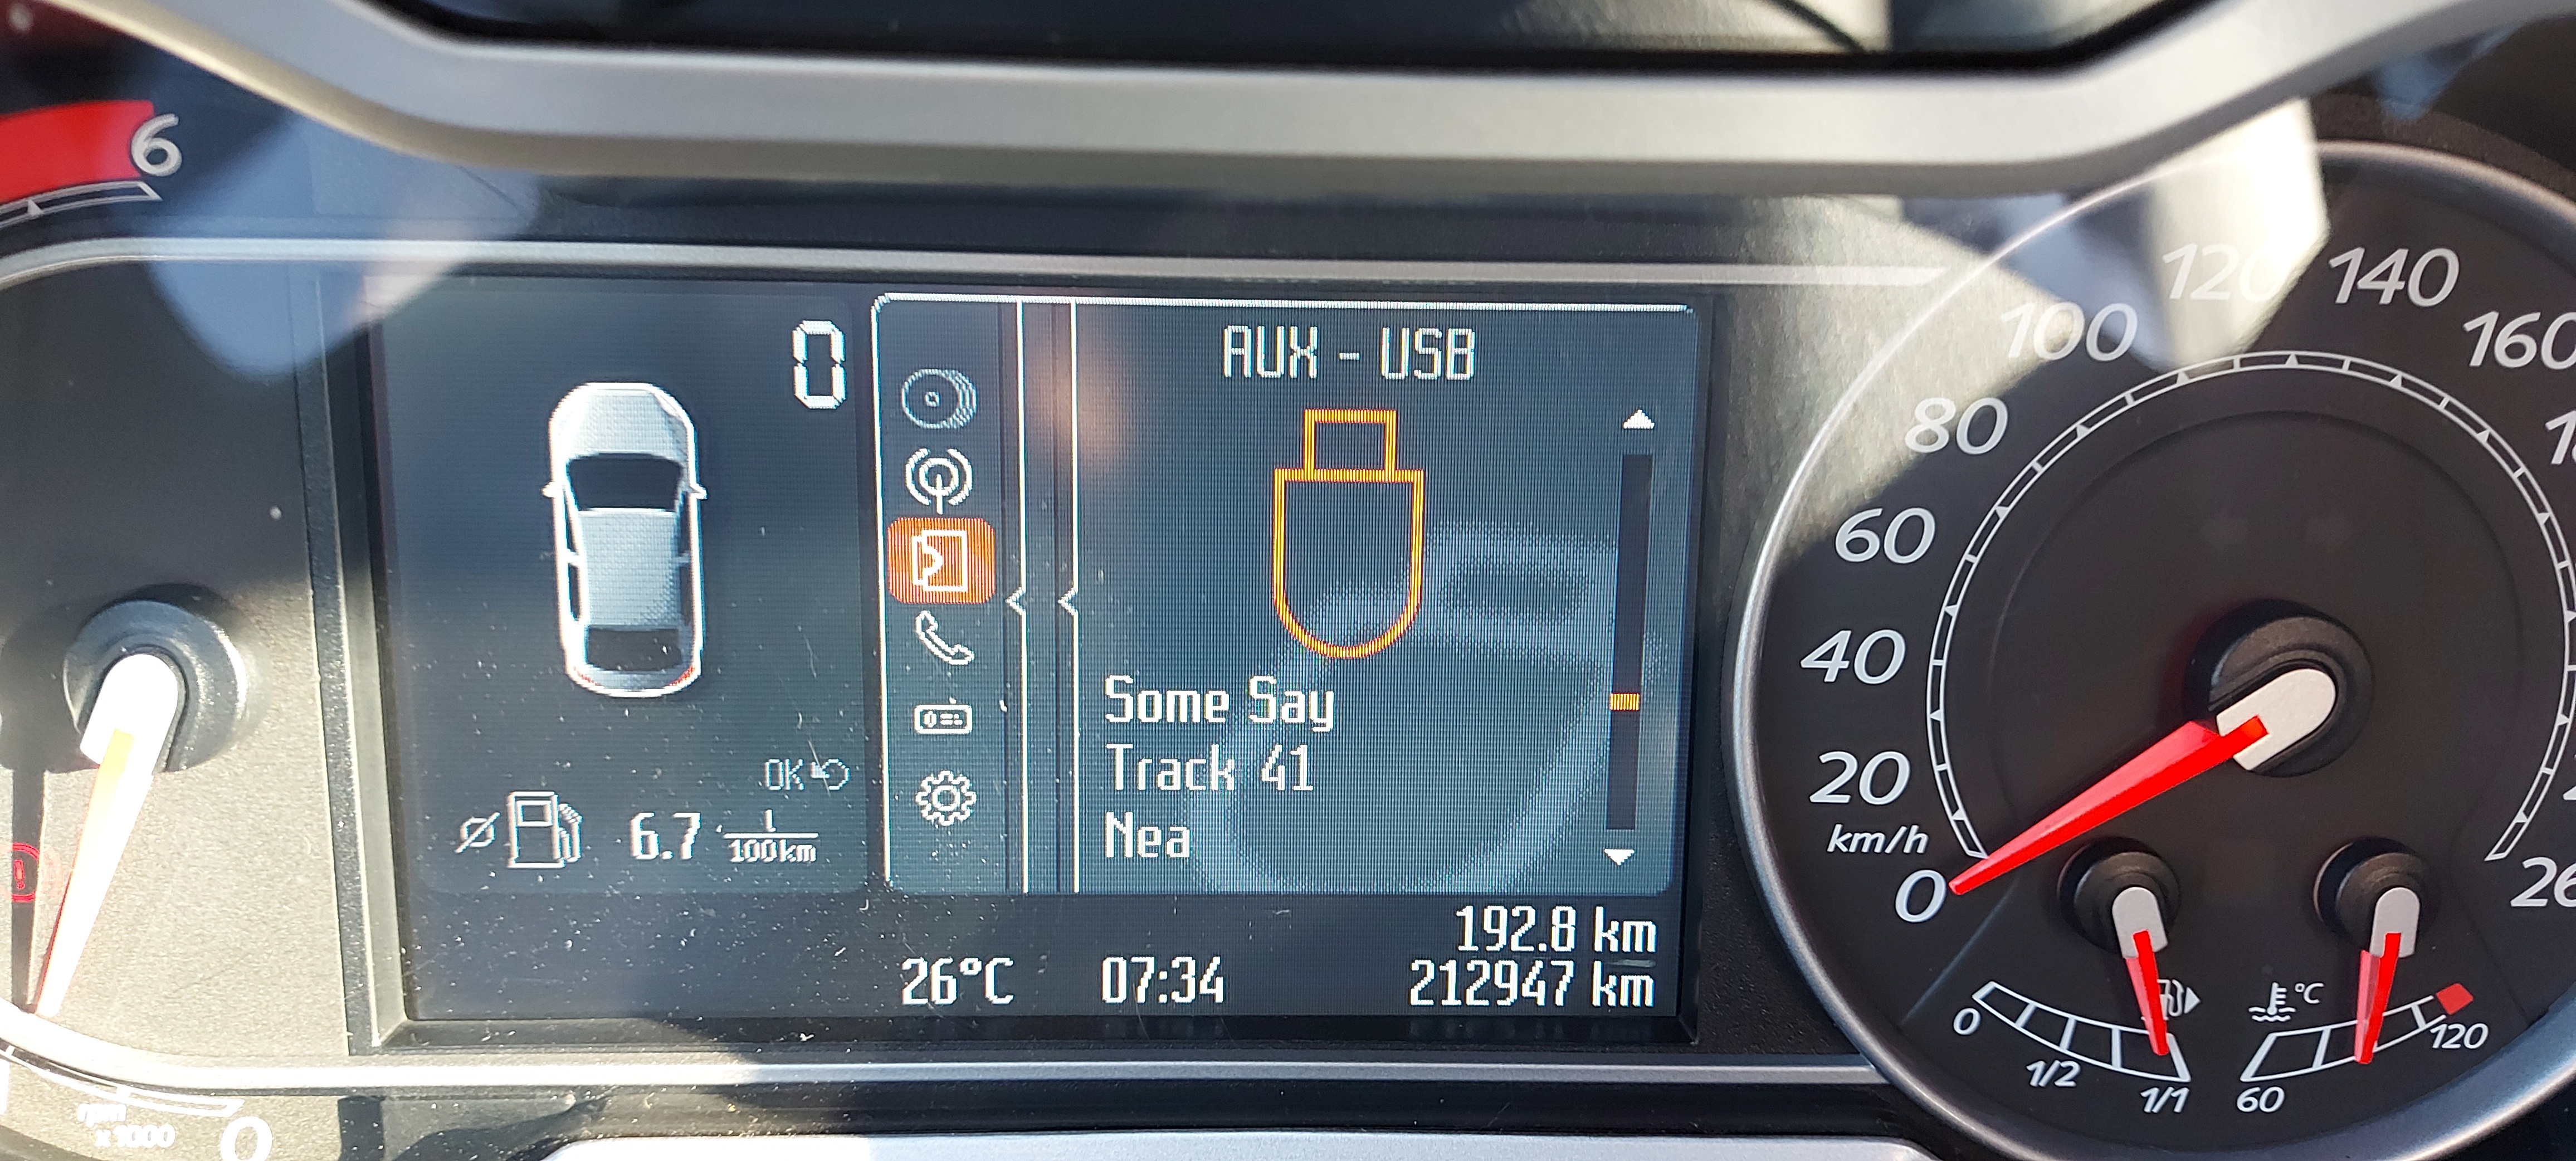 6
0
AUX - USB
OK
6.7 L/100km
Some Say
Track 41
Nea
192.8 km
26°C 07:34 212947 km
rpm
x 1000
0
140
120
100
160
80
60
40
20
km/h
0
0
1/2
1/1
°C
60
120